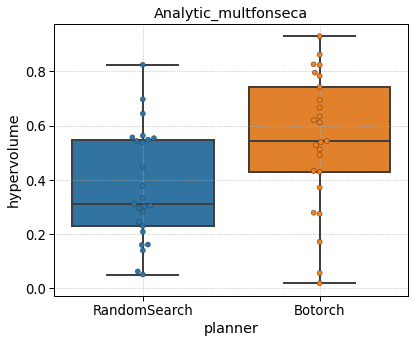 Analytic_multfonseca
hypervolume
0.8
0.6
0.4
0.2
0.0
RandomSearch
Botorch
planner